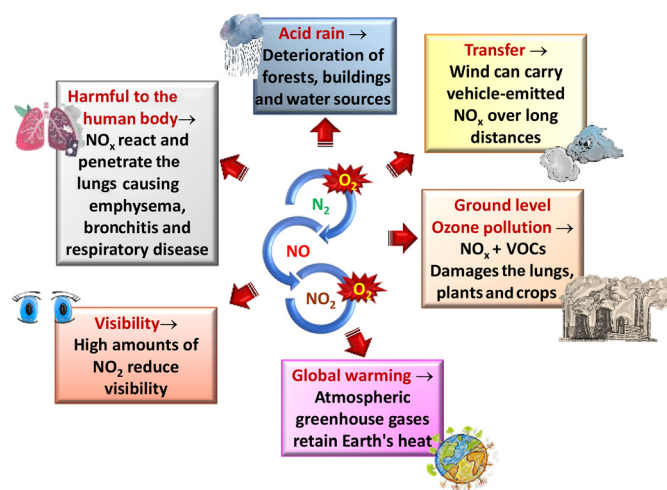 Acid rain →
Deterioration of
forests, buildings
and water sources
Transfer →
Wind can carry
vehicle-emitted
NOₓ over long
distances
Harmful to the
human body→
NOₓ react and
penetrate the
lungs causing
emphysema,
bronchitis and
respiratory disease
O₂
N₂
NO
NO₂
O₂
Ground level
Ozone pollution →
NOₓ + VOCs
Damages the lungs,
plants and crops
Visibility→
High amounts of
NO₂ reduce
visibility
Global warming →
Atmospheric
greenhouse gases
retain Earth's heat